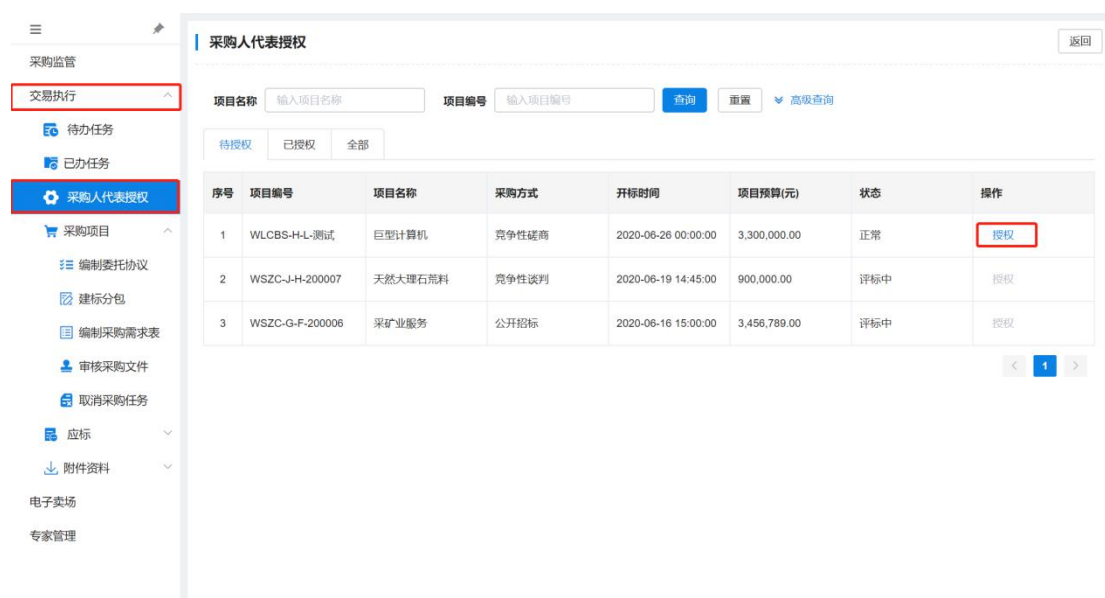 采购监管
交易执行
待办任务
已办任务
采购人代表授权
采购项目
编制委托协议
建标分包
编制采购需求表
审核采购文件
取消采购任务
应标
附件资料
电子卖场
专家管理
采购人代表授权 返回
项目名称 输入项目名称 项目编号 输入项目编号 查询 重置 高级查询
待授权 已授权 全部
序号 项目编号 项目名称 采购方式 开标时间 项目预算(元) 状态 操作
1 WLCBS-H-L-测试 巨型计算机 竞争性磋商 2020-06-26 00:00:00 3,300,000.00 正常 授权
2 WSZC-J-H-200007 天然大理石荒料 竞争性谈判 2020-06-19 14:45:00 900,000.00 评标中 授权
3 WSZC-G-F-200006 采矿业服务 公开招标 2020-06-16 15:00:00 3,456,789.00 评标中 授权
< 1 >